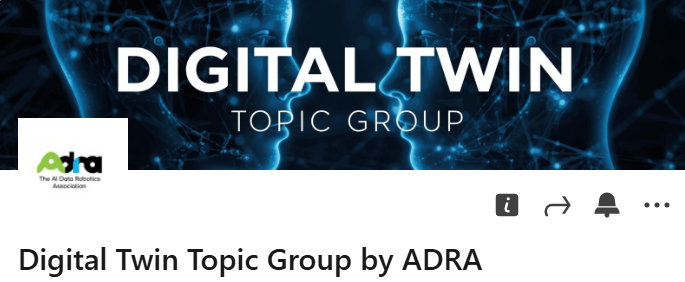 DIGITAL TWIN
TOPIC GROUP
Adra
The AI Data Robotics
Association
Digital Twin Topic Group by ADRA